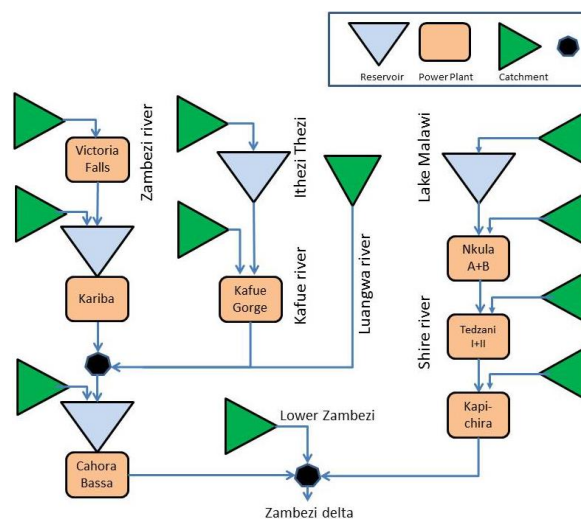 Reservoir
Power Plant
Catchment
Victoria
Falls
Zambezi river
Ithezi Thezi
Lake Malawi
Kariba
Kafue
Gorge
Kafue river
Luangwa river
Nkula
A+B
Shire river
Tedzani
I+II
Kapi-
chira
Lower Zambezi
Cahora
Bassa
Zambezi delta